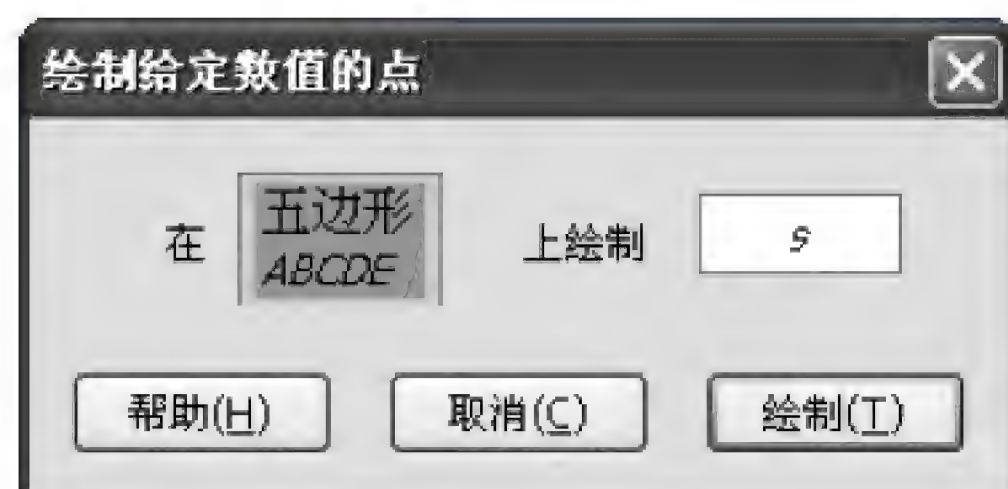 绘制给定数值的点
在 五边形 ABCDE 上绘制 s
帮助(H) 取消(C) 绘制(T)